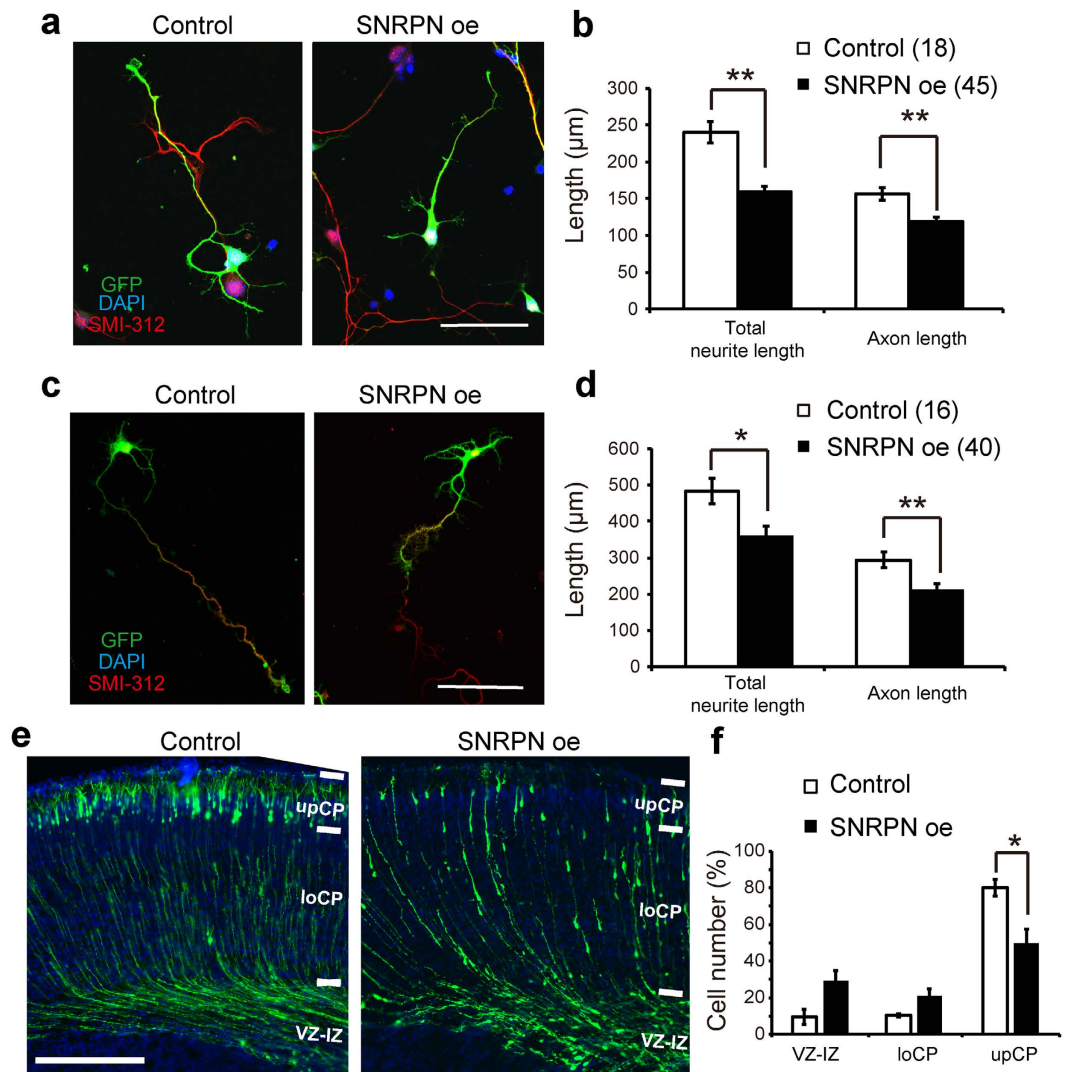 a
Control
SNRPN oe
GFP
DAPI
SMI-312
b
Control (18)
SNRPN oe (45)
**
**
Length (µm)
300
250
200
150
100
50
0
Total
neurite length
Axon length
c
Control
SNRPN oe
GFP
DAPI
SMI-312
d
Control (16)
SNRPN oe (40)
*
**
Length (µm)
600
500
400
300
200
100
0
Total
neurite length
Axon length
e
Control
SNRPN oe
upCP
loCP
VZ-IZ
upCP
loCP
VZ-IZ
f
Control
SNRPN oe
*
Cell number (%)
100
80
60
40
20
0
VZ-IZ
loCP
upCP